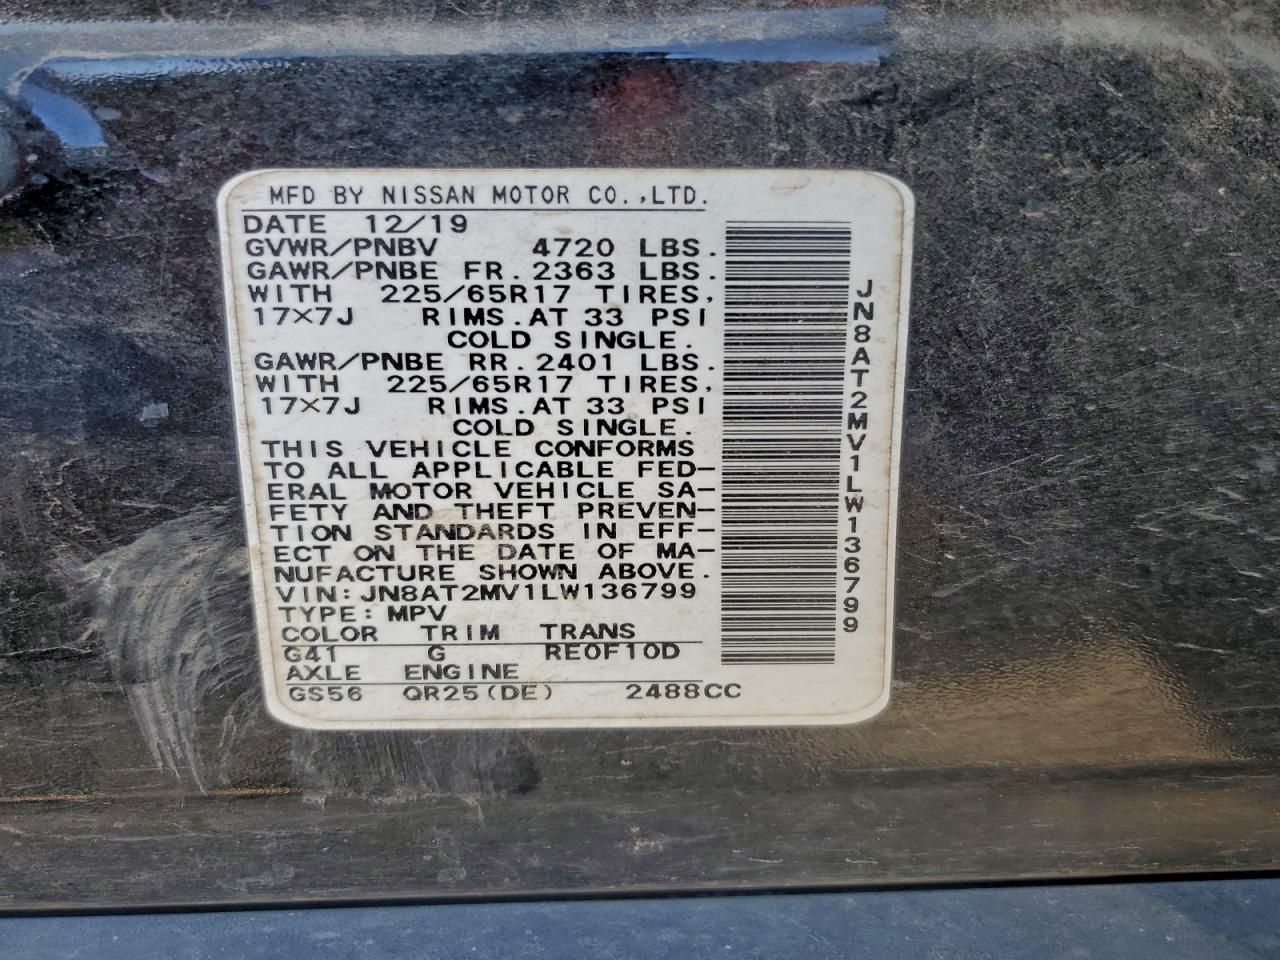 MFD BY NISSAN MOTOR CO.,LTD.
DATE 12/19
GVWR/PNBV 4720 LBS.
GAWR/PNBE FR.2363 LBS.
WITH 225/65R17 TIRES,
17×7J RIMS.AT 33 PSI
COLD SINGLE.
GAWR/PNBE RR.2401 LBS.
WITH 225/65R17 TIRES,
17×7J RIMS.AT 33 PSI
COLD SINGLE.
THIS VEHICLE CONFORMS
TO ALL APPLICABLE FED-
ERAL MOTOR VEHICLE SA-
FETY AND THEFT PREVEN-
TION STANDARDS IN EFF-
ECT ON THE DATE OF MA-
NUFACTURE SHOWN ABOVE.
VIN:JN8AT2MV1LW136799
TYPE:MPV
COLOR TRIM TRANS
G41 G RE0F10D
AXLE ENGINE
GS56 QR25(DE) 2488CC
JN8AT2MV1LW136799